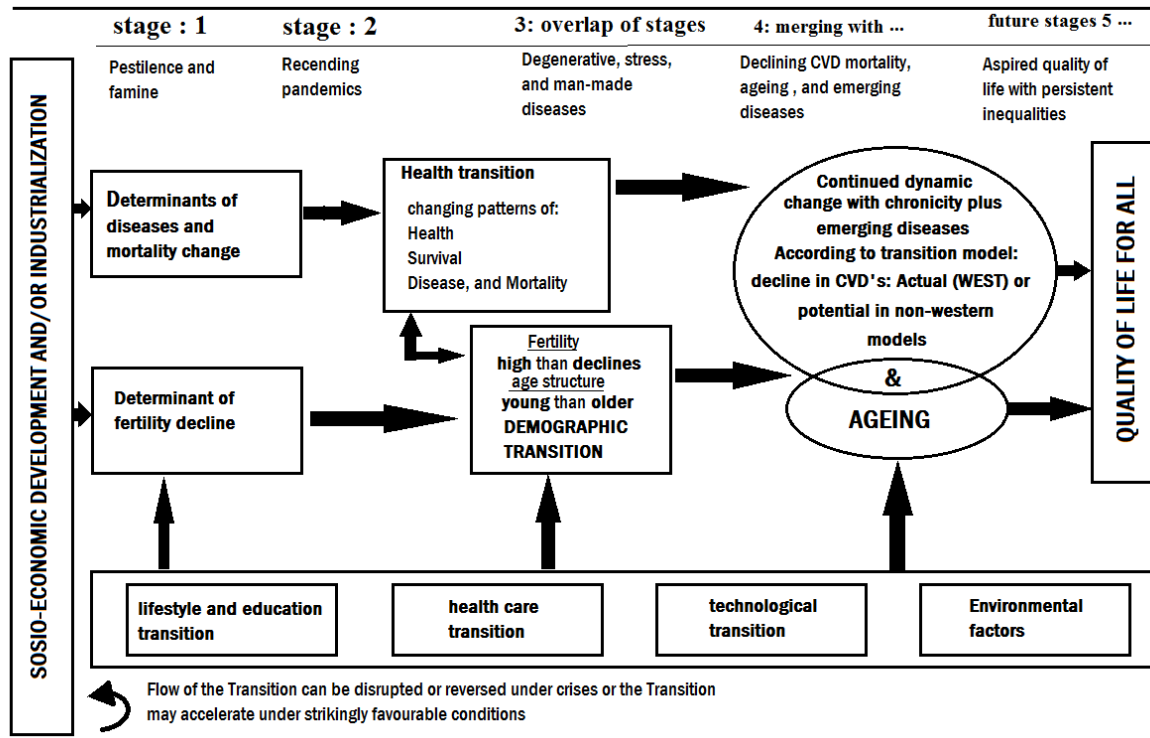 stage : 1
stage : 2
3: overlap of stages
4: merging with ...
future stages 5 ...
Pestilence and
famine
Recending
pandemics
Degenerative, stress,
and man-made
diseases
Declining CVD mortality,
ageing , and emerging
diseases
Aspired quality of
life with persistent
inequalities
SOSIO-ECONOMIC DEVELOPMENT AND/OR INDUSTRIALIZATION
Determinants of
diseases and
mortality change
Health transition
changing patterns of:
Health
Survival
Disease, and Mortality
Continued dynamic
change with chronicity plus
emerging diseases
According to transition model:
decline in CVD's: Actual (WEST) or
potential in non-western
models
&
AGEING
QUALITY OF LIFE FOR ALL
Determinant of
fertility decline
Fertility
high than declines
age structure
young than older
DEMOGRAPHIC
TRANSITION
lifestyle and education
transition
health care
transition
technological
transition
Environmental
factors
Flow of the Transition can be disrupted or reversed under crises or the Transition
may accelerate under strikingly favourable conditions